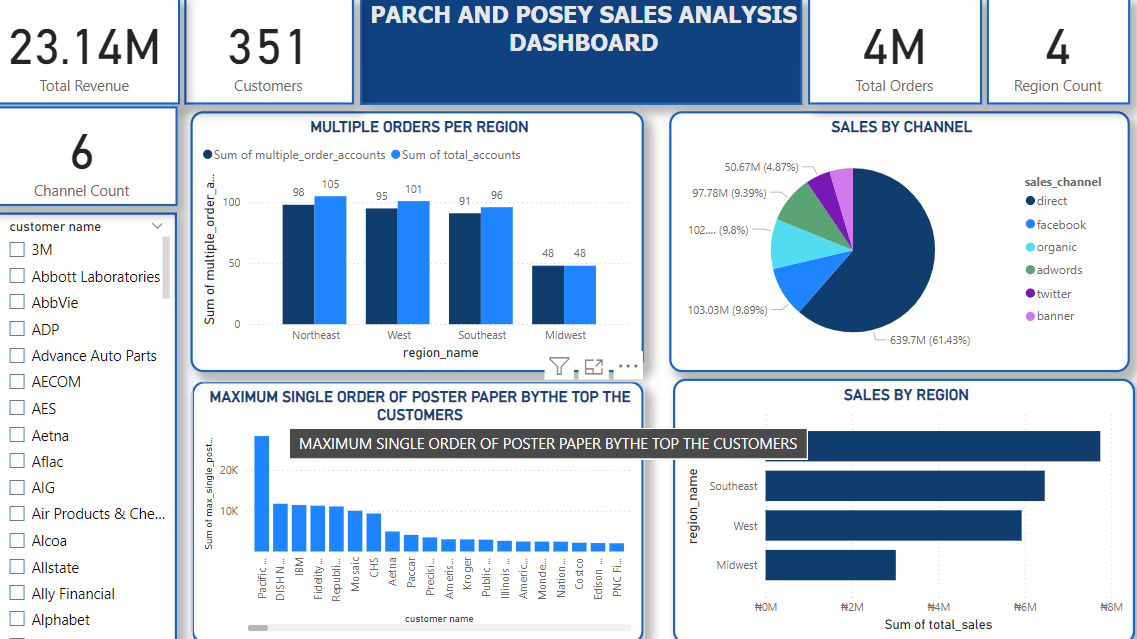 23.14M
Total Revenue
351
Customers
PARCH AND POSEY SALES ANALYSIS
DASHBOARD
4M
Total Orders
4
Region Count
6
Channel Count
customer name
3M
Abbott Laboratories
AbbVie
ADP
Advance Auto Parts
AECOM
AES
Aetna
Aflac
AIG
Air Products & Che...
Alcoa
Allstate
Ally Financial
Alphabet
MULTIPLE ORDERS PER REGION
Sum of multiple_order_accounts Sum of total_accounts
Sum of multiple_order_a...
100
50
0
98 105
95 101
91 96
48 48
Northeast West Southeast Midwest
region_name
SALES BY CHANNEL
50.67M (4.87%)
97.78M (9.39%)
102.... (9.8%)
103.03M (9.89%)
639.7M (61.43%)
sales_channel
direct
facebook
organic
adwords
twitter
banner
MAXIMUM SINGLE ORDER OF POSTER PAPER BYTHE TOP THE
CUSTOMERS
MAXIMUM SINGLE ORDER OF POSTER PAPER BYTHE TOP THE CUSTOMERS
Sum of max_single_post...
20K
10K
Pacific ...
DISH N...
IBM
Fidelity ...
Republi...
Mosaic
CHS
Aetna
Paccar
Precisi...
Ameris...
Kroger
Public ...
Illinois ...
Americ...
Monde...
Nation...
Costco
Edison ...
PNC Fi...
customer name
SALES BY REGION
region_name
Southeast
West
Midwest
₦0M ₦2M ₦4M ₦6M ₦8M
Sum of total_sales